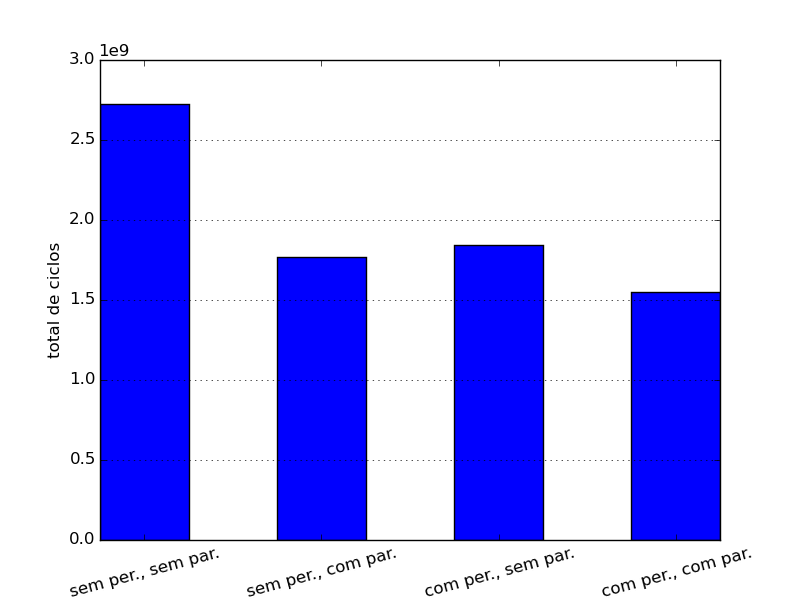 1e9
3.0
2.5
2.0
1.5
1.0
0.5
0.0
total de ciclos
sem per., sem par.
sem per., com par.
com per., sem par.
com per., com par.